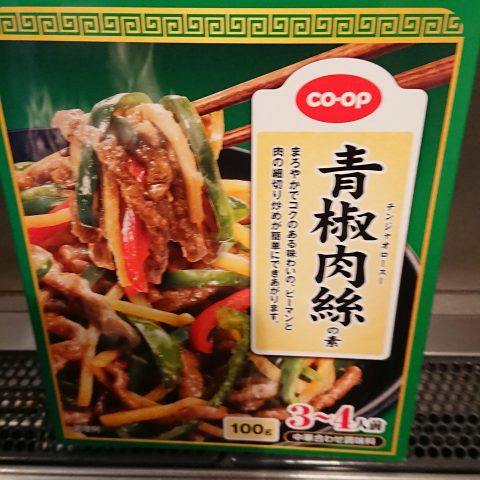 CO・OP
青椒肉絲の素
チンジャオロースー
まろやかでコクのある味わいの、ピーマンと
肉の細切り炒めが簡単にできあがります。
100g
3～4人前
中華合わせ調味料